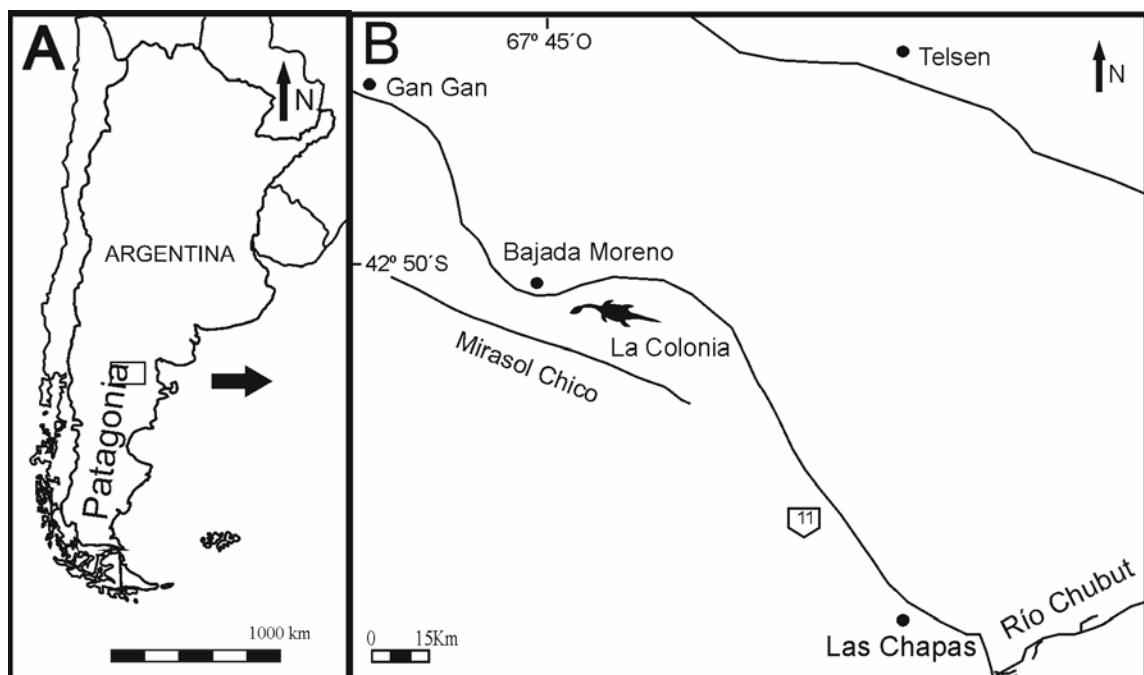 A
N
ARGENTINA
Patagonia
1000 km
B
67º 45´O
Telsen
N
Gan Gan
Bajada Moreno
42º 50´S
La Colonia
Mirasol Chico
11
Río Chubut
Las Chapas
0 15Km